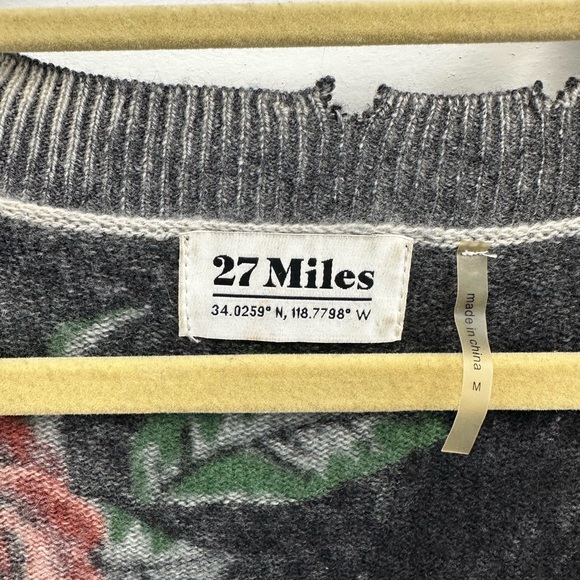 27 Miles
34.0259° N, 118.7798° W
made in china M